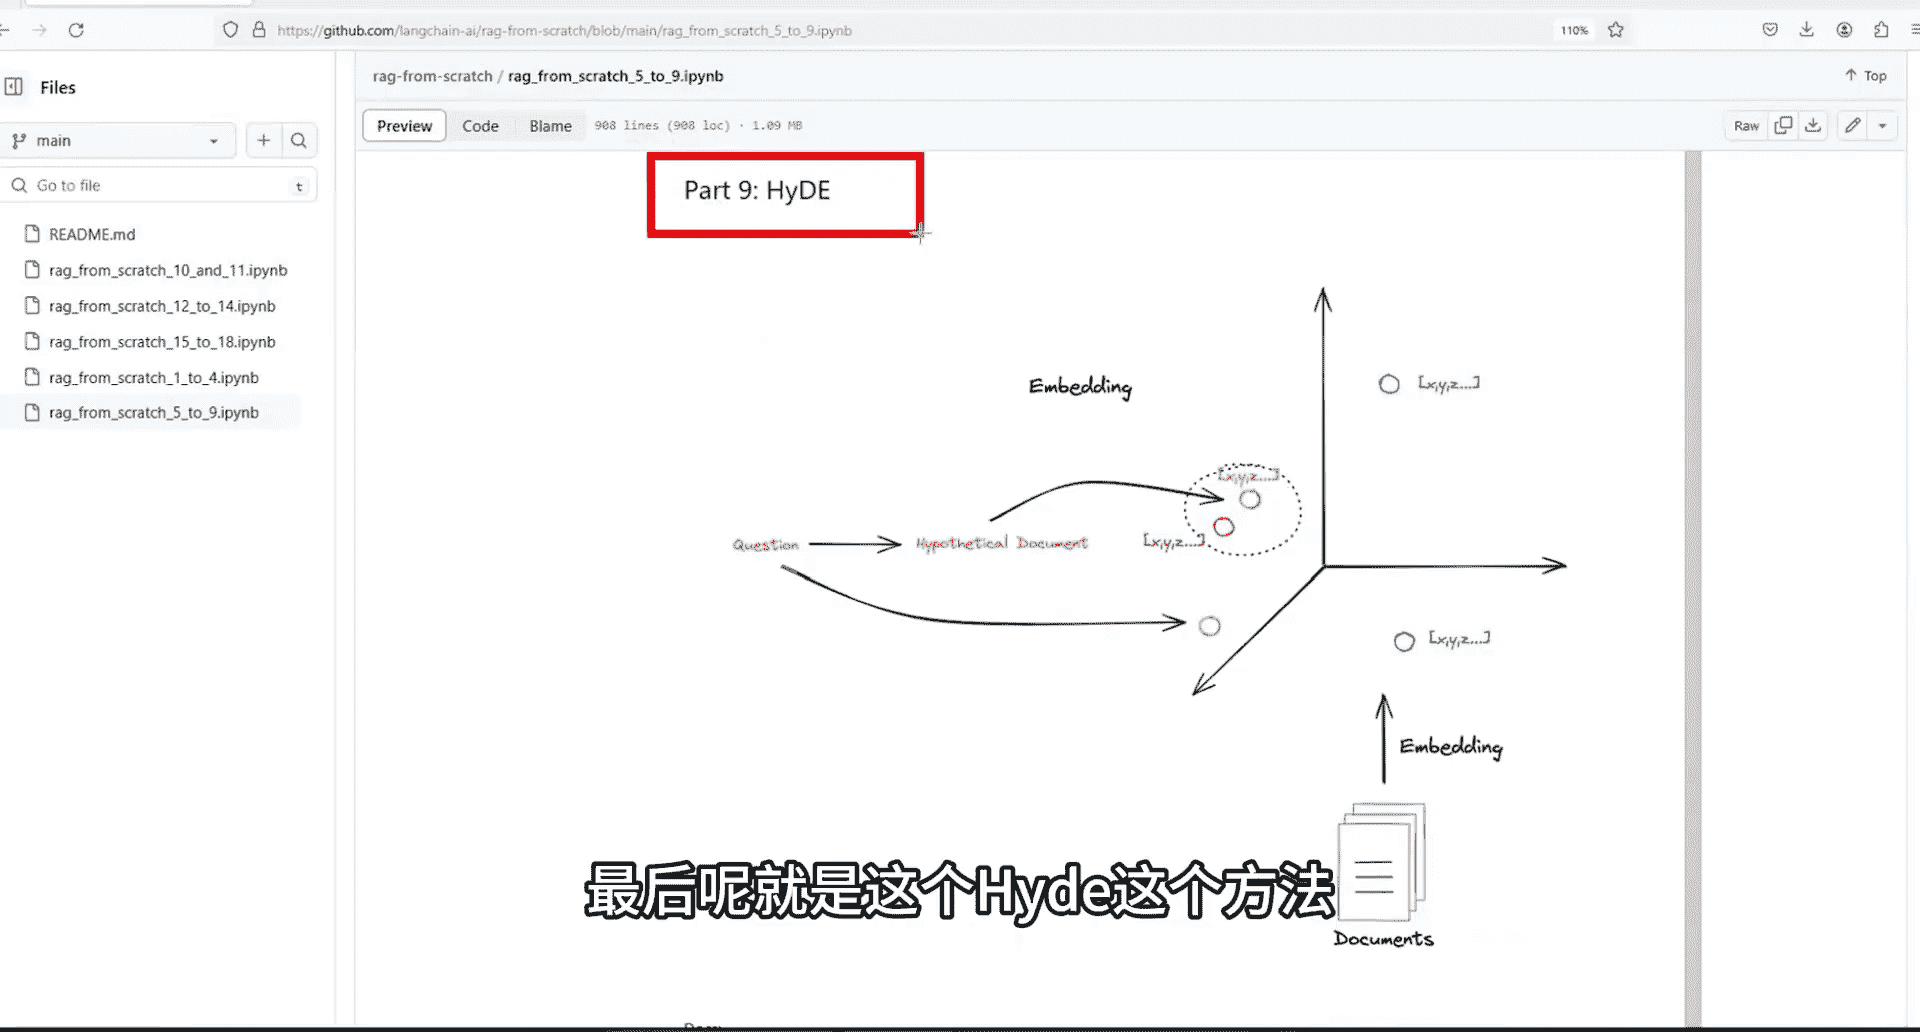 https://github.com/langchain-ai/rag-from-scratch/blob/main/rag_from_scratch_5_to_9.ipynb
110%
Files
rag-from-scratch / rag_from_scratch_5_to_9.ipynb
Top
main
Preview
Code
Blame
908 lines (908 loc) · 1.09 MB
Raw
Go to file
t
README.md
rag_from_scratch_10_and_11.ipynb
rag_from_scratch_12_to_14.ipynb
rag_from_scratch_15_to_18.ipynb
rag_from_scratch_1_to_4.ipynb
rag_from_scratch_5_to_9.ipynb
Part 9: HyDE
Embedding
[x,y,z...]
[x,y,z...]
Question
Hypothetical Document
[x,y,z...]
[x,y,z...]
Embedding
最后呢就是这个Hyde这个方法
Documents